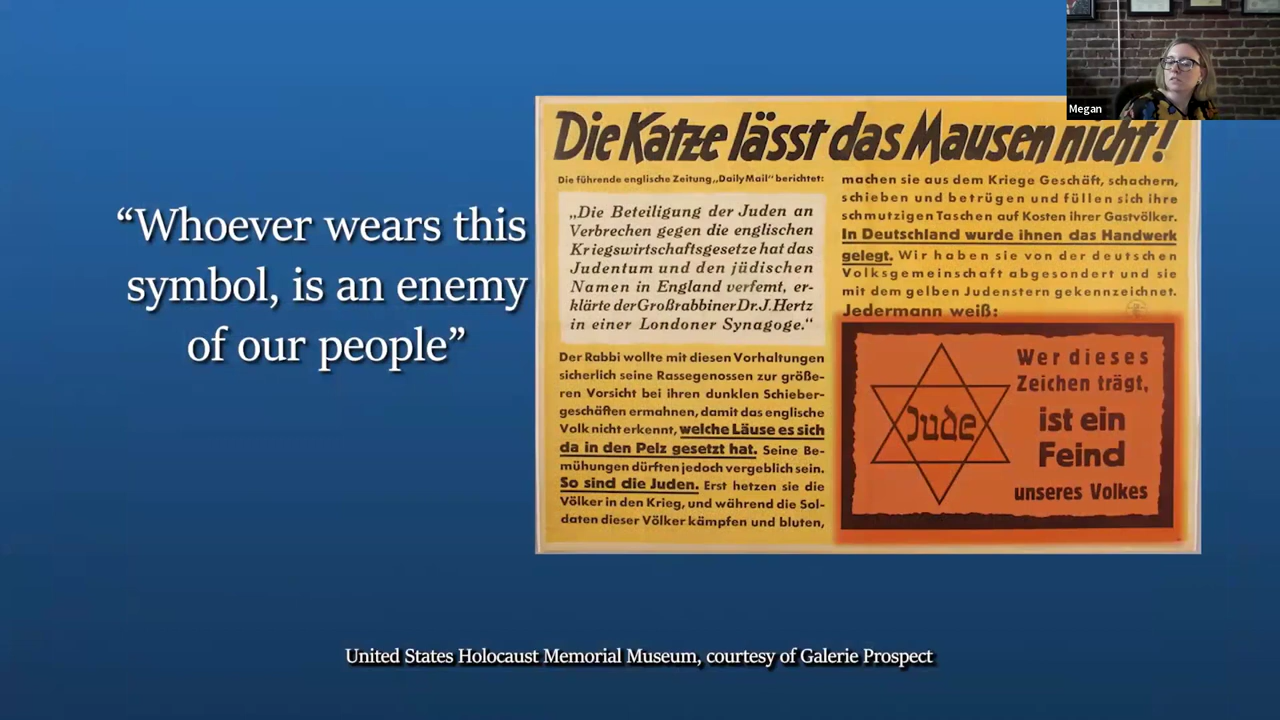 Megan
“Whoever wears this
symbol, is an enemy
of our people”
Die Katze lässt das Mausen nicht!
Die führende englische Zeitung „Daily Mail“ berichtet:
„Die Beteiligung der Juden an
Verbrechen gegen die englischen
Kriegswirtschaftsgesetze hat das
Judentum und den jüdischen
Namen in England verfemt, er-
klärte der Großrabbiner Dr. J. Hertz
in einer Londoner Synagoge.“
Der Rabbi wollte mit diesen Vorhaltungen
sicherlich seine Rassegenossen zur größe-
ren Vorsicht bei ihren dunklen Schieber-
geschäften ermahnen, damit das englische
Volk nicht erkennt, welche Läuse es sich
da in den Pelz gesetzt hat. Seine Be-
mühungen dürften jedoch vergeblich sein.
So sind die Juden. Erst hetzen sie die
Völker in den Krieg, und während die Sol-
daten dieser Völker kämpfen und bluten,
machen sie aus dem Kriege Geschäft, schachern,
schieben und betrügen und füllen sich ihre
schmutzigen Taschen auf Kosten ihrer Gastvölker.
In Deutschland wurde ihnen das Handwerk
gelegt. Wir haben sie von der deutschen
Volksgemeinschaft abgesondert und sie
mit dem gelben Judenstern gekennzeichnet.
Jedermann weiß:
Jude
Wer dieses
Zeichen trägt,
ist ein
Feind
unseres Volkes
United States Holocaust Memorial Museum, courtesy of Galerie Prospect